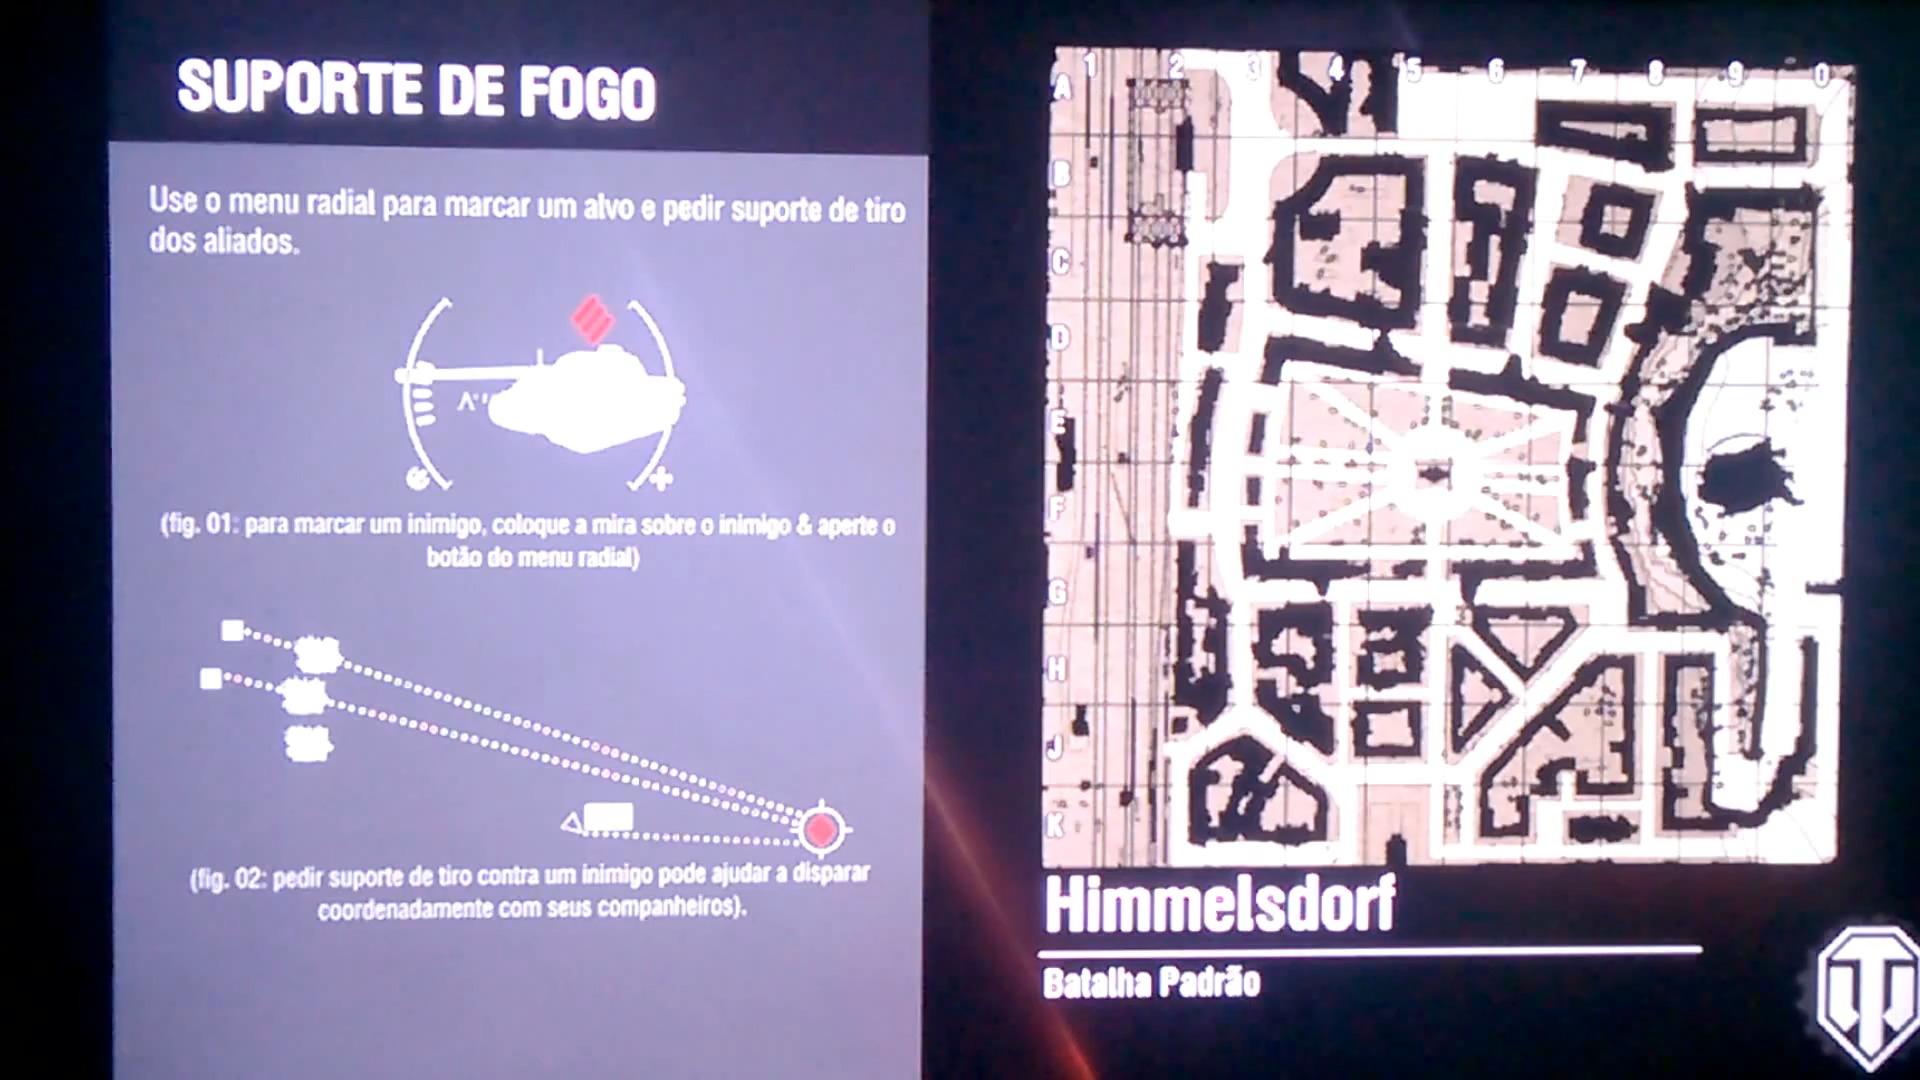 SUPORTE DE FOGO
Use o menu radial para marcar um alvo e pedir suporte de tiro
dos aliados.
(fig. 01: para marcar um inimigo, coloque a mira sobre o inimigo & aperte o
botão do menu radial)
(fig. 02: pedir suporte de tiro contra um inimigo pode ajudar a disparar
coordenadamente com seus companheiros).
1 2 3 4 5 6 7 8 9 0
A
B
C
D
E
F
G
H
J
K
Himmelsdorf
Batalha Padrão